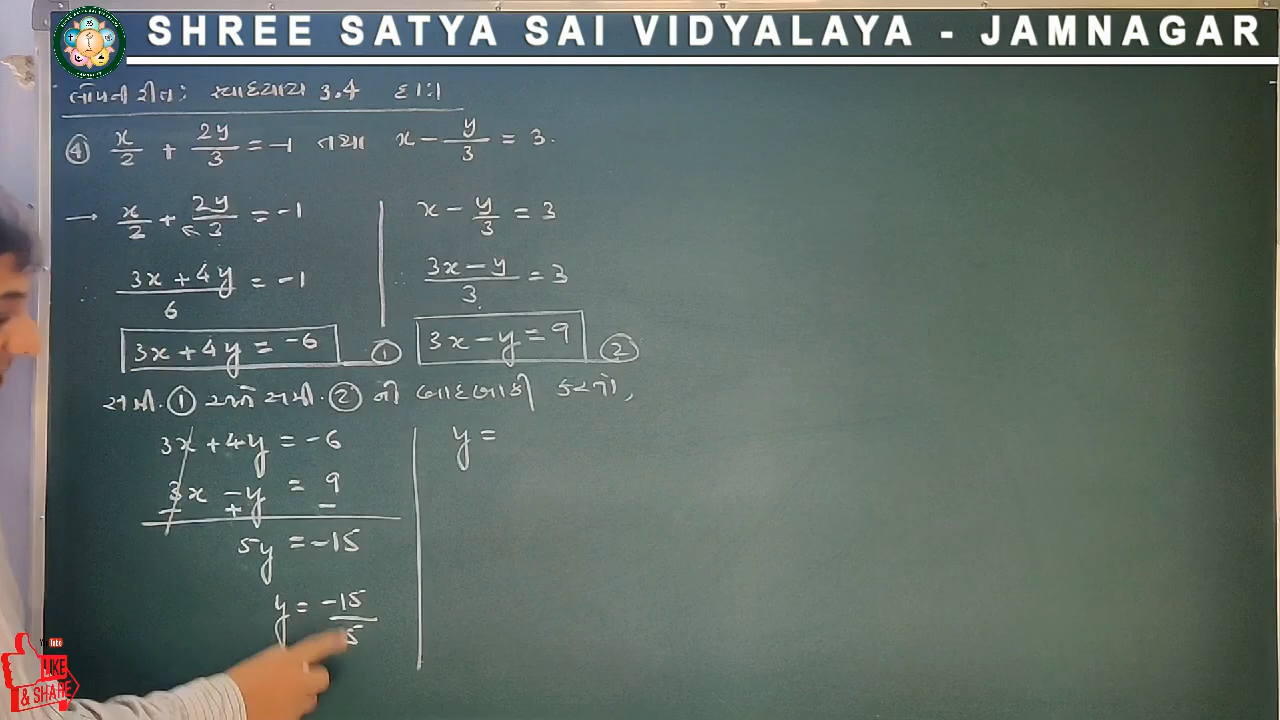 SHREE SATYA SAI VIDYALAYA - JAMNAGAR
લોપની રીત: સ્વાધ્યાય 3.4 દા:1
④ x/2 + 2y/3 = -1 તથા x - y/3 = 3.
→ x/2 + 2y/3 = -1
∴ (3x + 4y)/6 = -1
3x + 4y = -6 ①
x - y/3 = 3
∴ (3x - y)/3 = 3
3x - y = 9 ②
સમી. ① અને સમી. ② ની બાદબાકી કરતાં,
3x + 4y = -6
3x - y = 9
- + -
5y = -15
y = -15/5
y =
LIKE
& SHARE